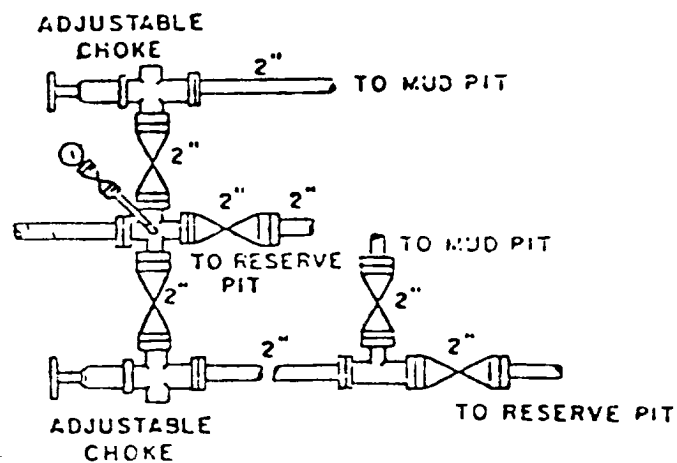 ADJUSTABLE
CHOKE
2"
TO MUD PIT
2"
2"
2"
TO MUD PIT
TO RESERVE
PIT
2"
2"
2"
2"
TO RESERVE PIT
ADJUSTABLE
CHOKE